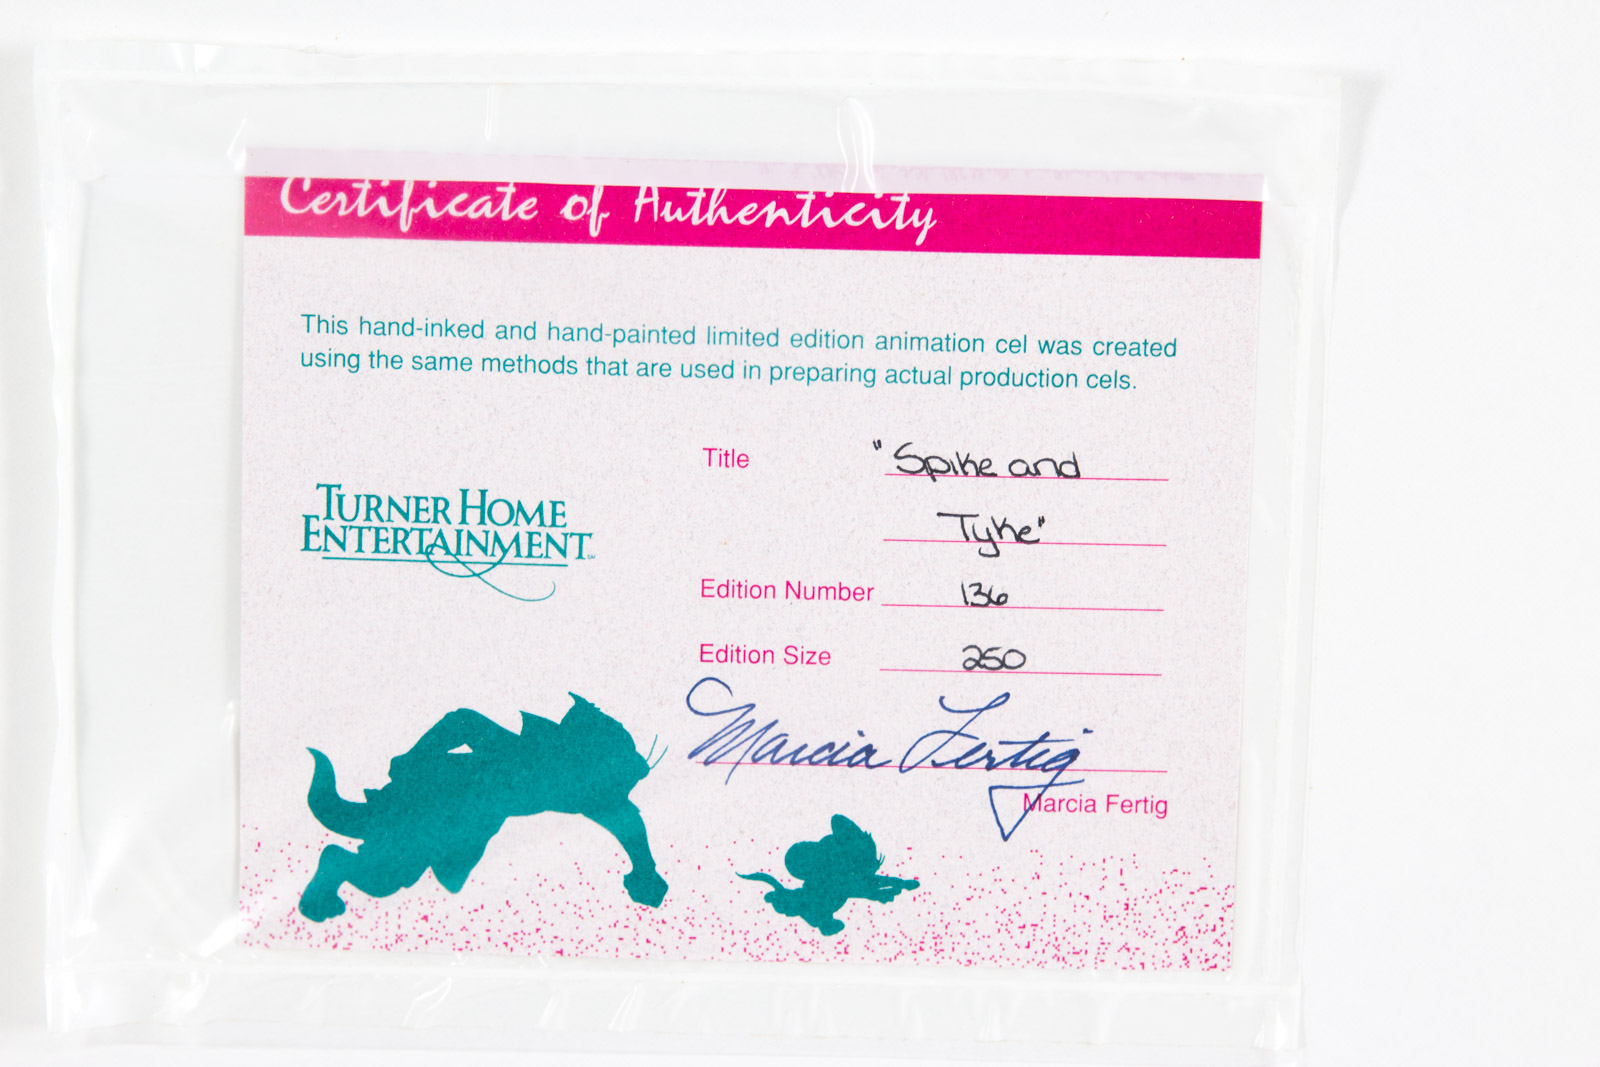 Certificate of Authenticity
This hand-inked and hand-painted limited edition animation cel was created
using the same methods that are used in preparing actual production cels.
Title "Spike and
Tyke"
TURNER HOME
ENTERTAINMENT
Edition Number 136
Edition Size 250
Marcia Fertig
Marcia Fertig